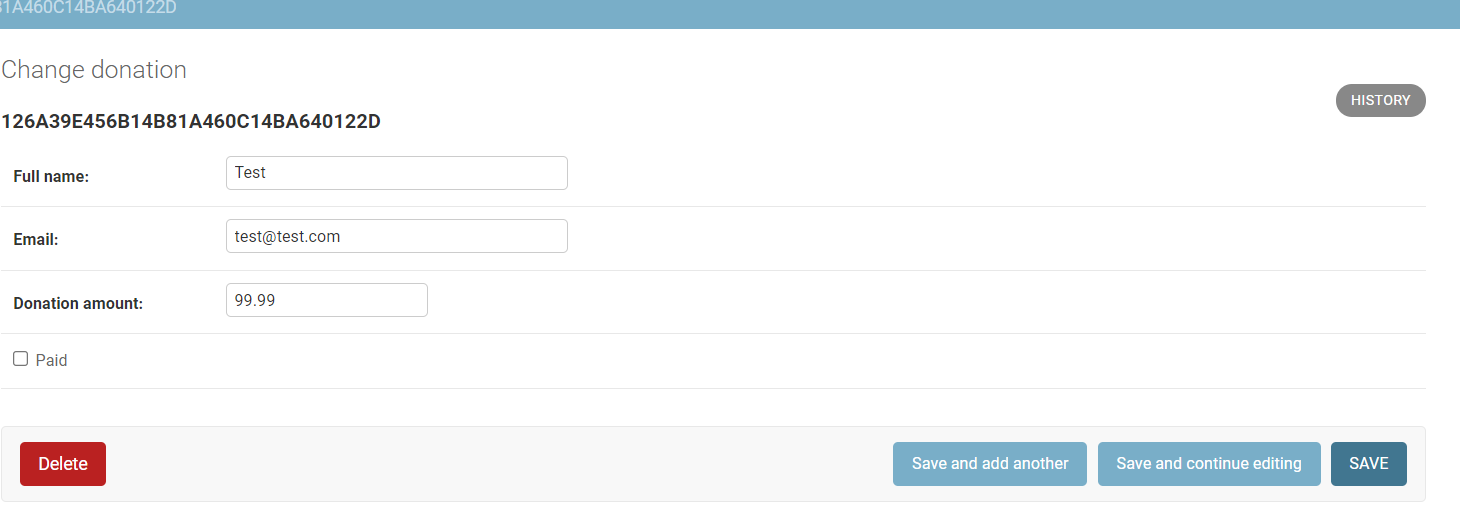 31A460C14BA640122D
Change donation
HISTORY
126A39E456B14B81A460C14BA640122D
Full name: Test
Email: test@test.com
Donation amount: 99.99
Paid
Delete Save and add another Save and continue editing SAVE